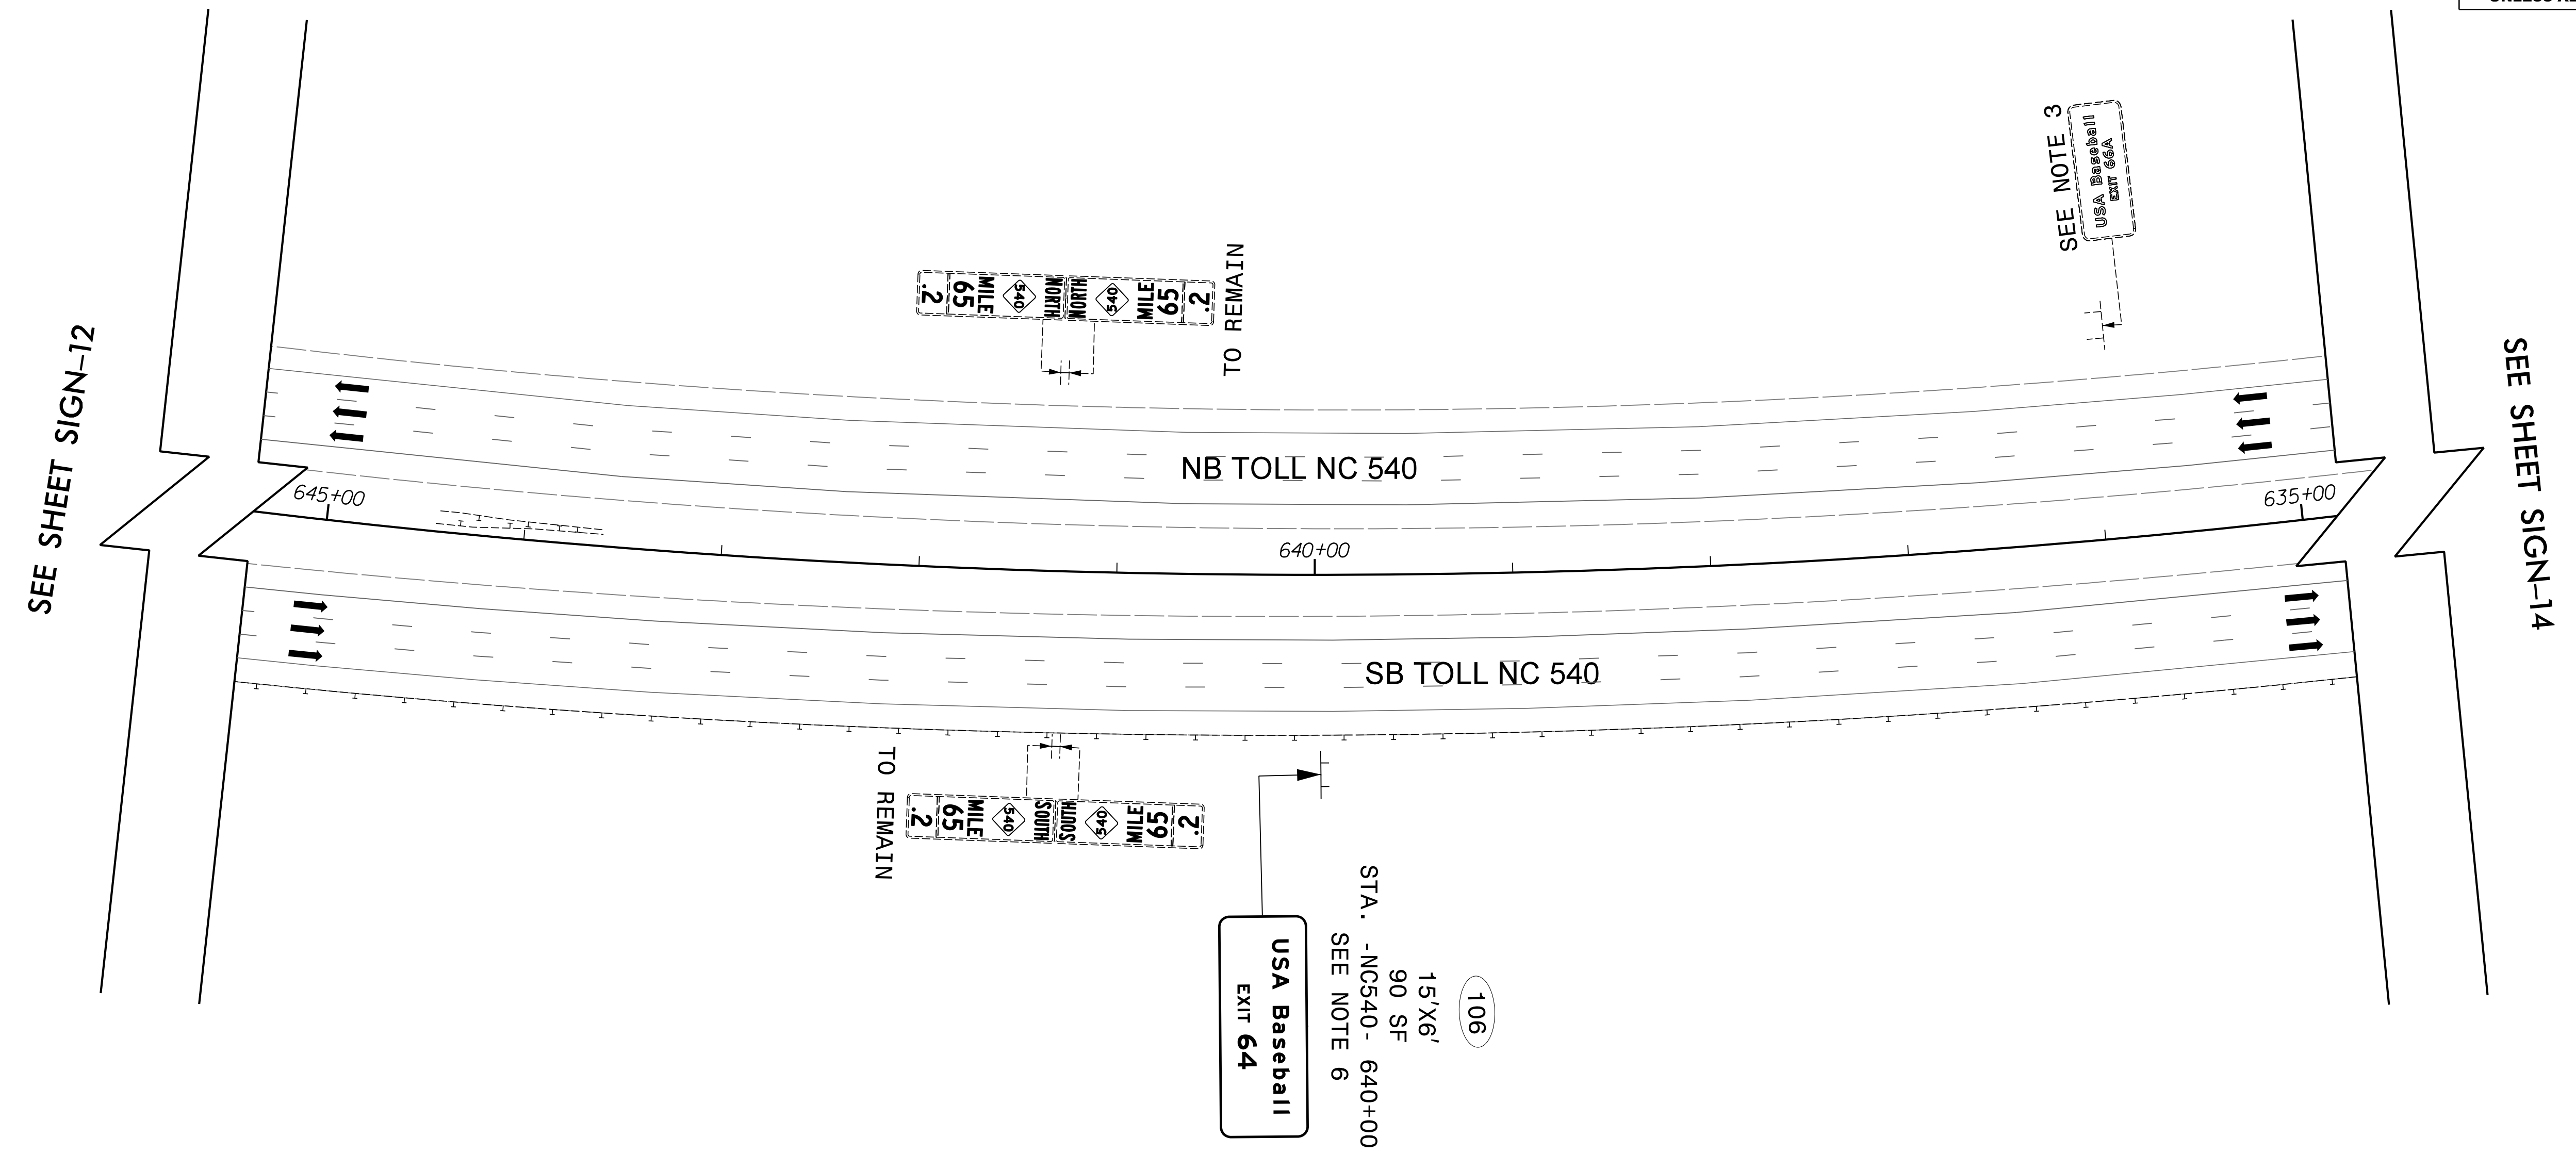 SEE SHEET SIGN-12
SEE SHEET SIGN-14
SEE NOTE 3
USA Baseball
EXIT 66A
NORTH
540
MILE
65
.2
NORTH
540
MILE
65
.2
TO REMAIN
NB TOLL NC 540
645+00
640+00
635+00
SB TOLL NC 540
TO REMAIN
SOUTH
540
MILE
65
.2
SOUTH
540
MILE
65
.2
106
15'X6'
90 SF
STA. -NC540- 640+00
SEE NOTE 6
USA Baseball
EXIT 64